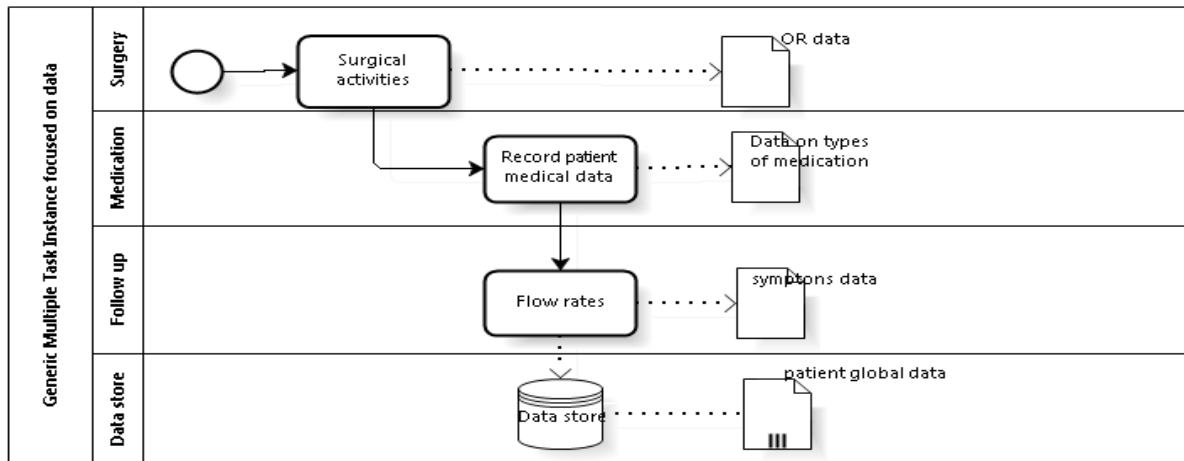 Generic Multiple Task Instance focused on data
Surgery
Surgical
activities
OR data
Medication
Record patient
medical data
Data on types
of medication
Follow up
Flow rates
symptons data
Data store
Data store
patient global data